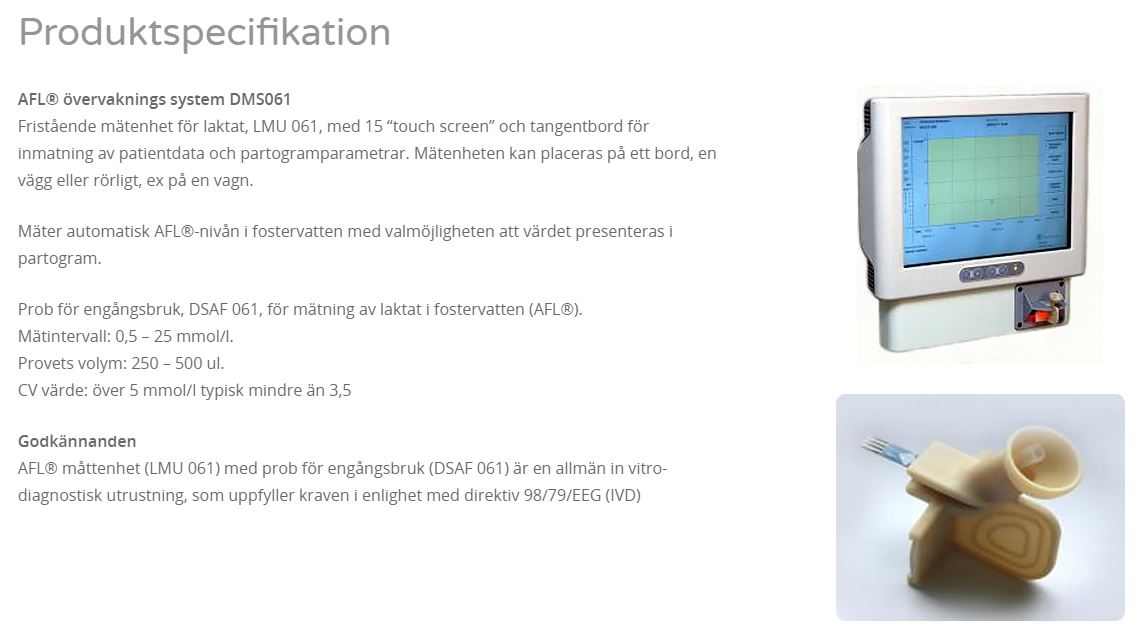 Produktspecifikation
AFL® övervaknings system DMS061
Fristående mätenhet för laktat, LMU 061, med 15 “touch screen” och tangentbord för
inmatning av patientdata och partogramparametrar. Mätenheten kan placeras på ett bord, en
vägg eller rörligt, ex på en vagn.
Mäter automatisk AFL®-nivån i fostervatten med valmöjligheten att värdet presenteras i
partogram.
Prob för engångsbruk, DSAF 061, för mätning av laktat i fostervatten (AFL®).
Mätintervall: 0,5 – 25 mmol/l.
Provets volym: 250 – 500 ul.
CV värde: över 5 mmol/l typisk mindre än 3,5
Godkännanden
AFL® måttenhet (LMU 061) med prob för engångsbruk (DSAF 061) är en allmän in vitro-
diagnostisk utrustning, som uppfyller kraven i enlighet med direktiv 98/79/EEG (IVD)